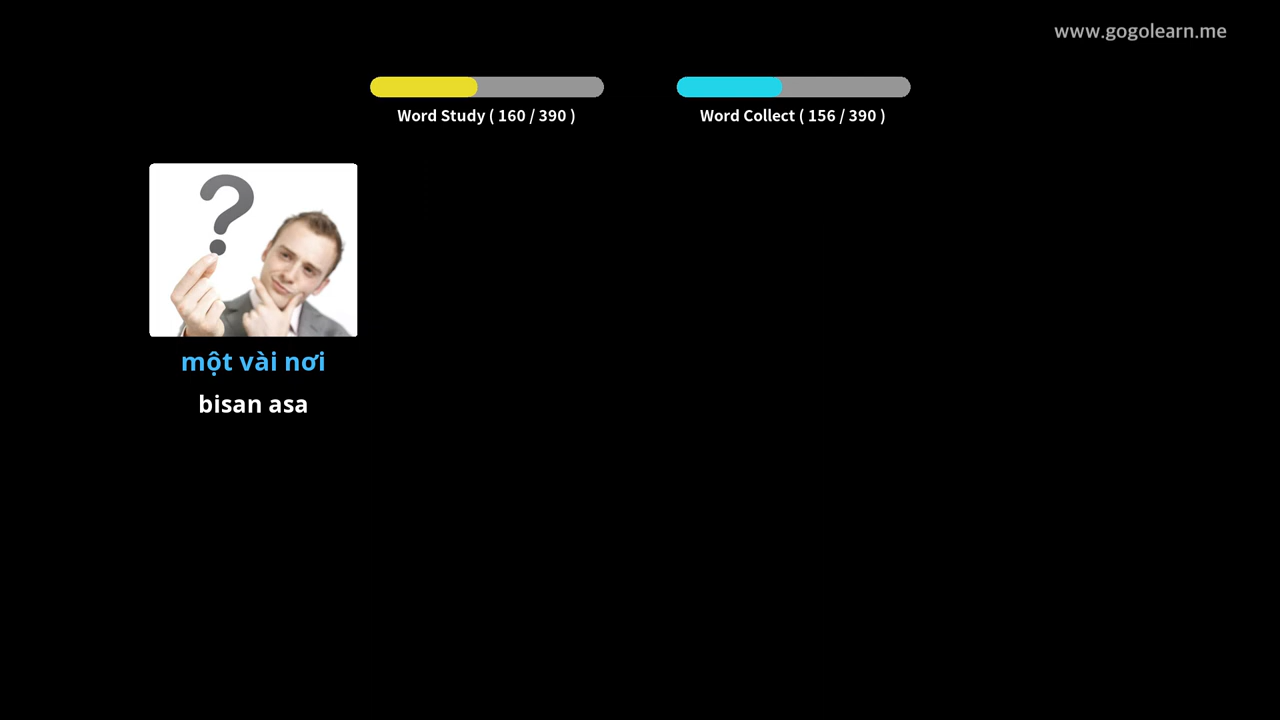 www.gogolearn.me
Word Study ( 160 / 390 )
Word Collect ( 156 / 390 )
?
một vài nơi
bisan asa